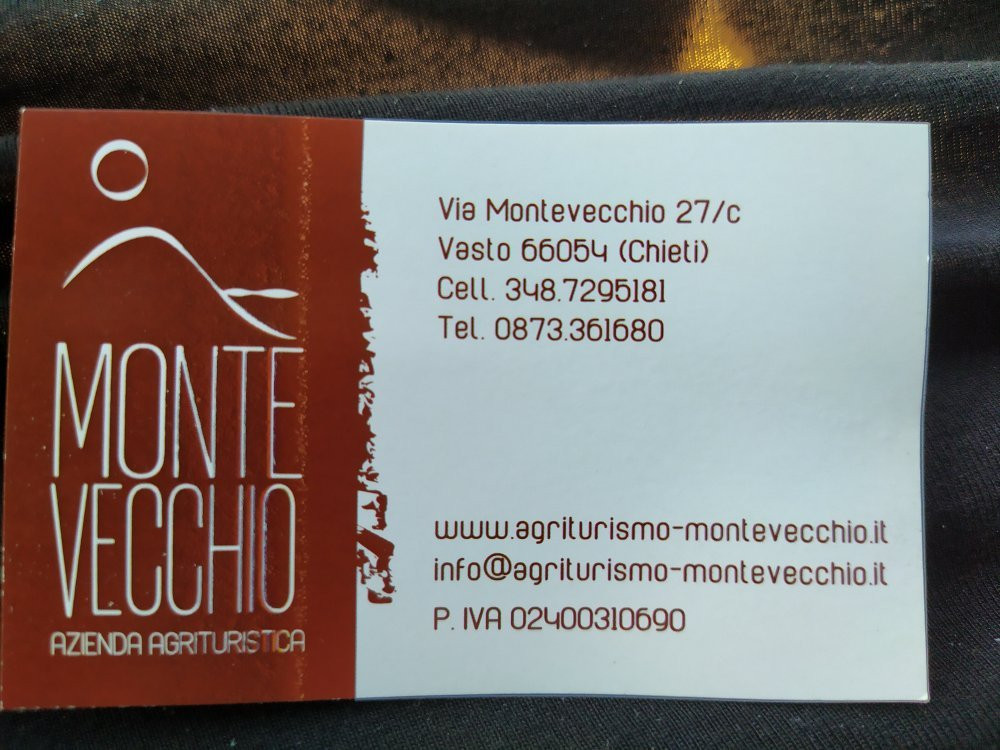 MONTE
VECCHIO
AZIENDA AGRITURISTICA
Via Montevecchio 27/c
Vasto 66054 (Chieti)
Cell. 348.7295181
Tel. 0873.361680
www.agriturismo-montevecchio.it
info@agriturismo-montevecchio.it
P. IVA 02400310690